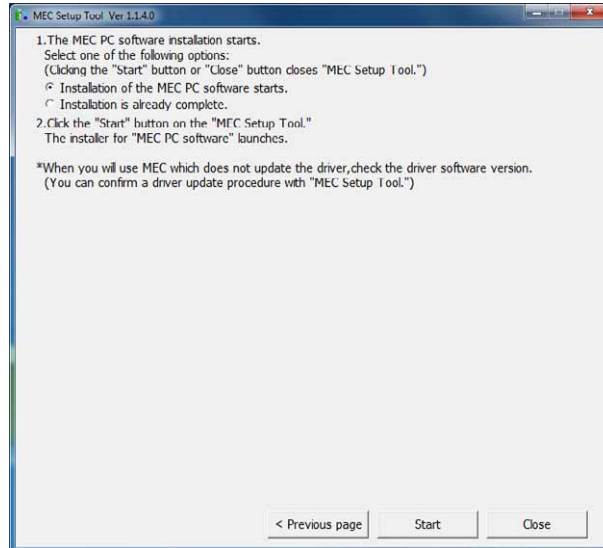 MEC Setup Tool Ver 1.1.4.0
1.The MEC PC software installation starts.
Select one of the following options:
(Clicking the "Start" button or "Close" button closes "MEC Setup Tool.")
Installation of the MEC PC software starts.
Installation is already complete.
2.Click the "Start" button on the "MEC Setup Tool."
The installer for "MEC PC software" launches.
*When you will use MEC which does not update the driver,check the driver software version.
(You can confirm a driver update procedure with "MEC Setup Tool.")
< Previous page
Start
Close